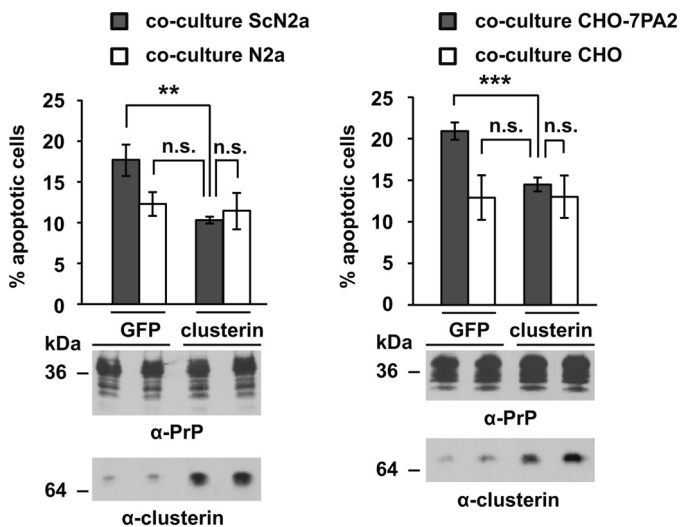 co-culture ScN2a
co-culture N2a
% apoptotic cells
25
20
15
10
5
0
**
n.s.
n.s.
GFP clusterin
kDa
36
α-PrP
64
α-clusterin
co-culture CHO-7PA2
co-culture CHO
% apoptotic cells
25
20
15
10
5
0
***
n.s.
n.s.
GFP clusterin
kDa
36
α-PrP
64
α-clusterin